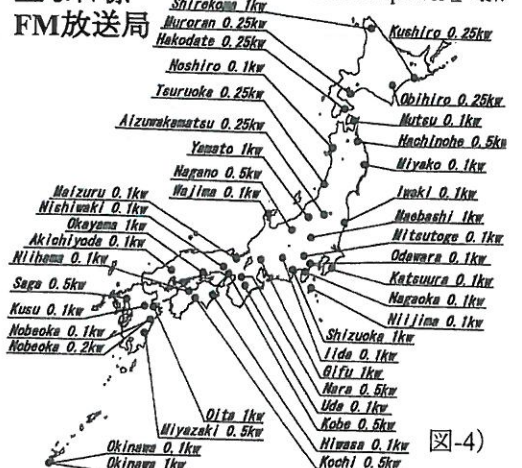 FM放送局
Shirokoma 1kw
Muroran 0.25kw
Hakodate 0.25kw
Noshiro 0.1kw
Tsuruoka 0.25kw
Aizuwakamatsu 0.25kw
Yamato 1kw
Nagano 0.5kw
Wajima 0.1kw
Maizuru 0.1kw
Nishiwaki 0.1kw
Okayama 1kw
Akichiyoda 0.1kw
Niihama 0.1kw
Saga 0.5kw
Kusu 0.1kw
Nobeoka 0.1kw
Nobeoka 0.2kw
Kushiro 0.25kw
Obihiro 0.25kw
Mutsu 0.1kw
Hachinohe 0.5kw
Miyako 0.1kw
Iwaki 0.1kw
Maebashi 1kw
Mitsutoge 0.1kw
Odawara 0.1kw
Katsuura 0.1kw
Nagaoka 0.1kw
Niijima 0.1kw
Shizuoka 1kw
Iida 0.1kw
Gifu 1kw
Nara 0.5kw
Uda 0.1kw
Kobe 0.5kw
Hiwasa 0.1kw
Kochi 0.5kw
Oita 1kw
Miyazaki 0.5kw
Okinawa 0.1kw
Okinawa 1kw
図-4)